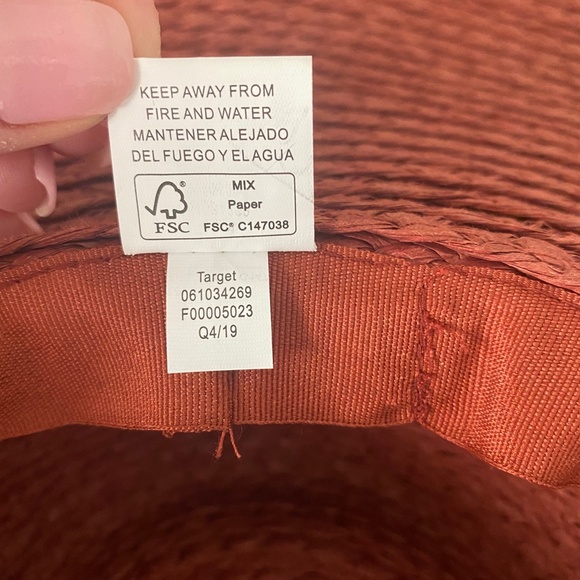 KEEP AWAY FROM
FIRE AND WATER
MANTENER ALEJADO
DEL FUEGO Y EL AGUA
FSC®
MIX
Paper
FSC® C147038
Target
061034269
F00005023
Q4/19